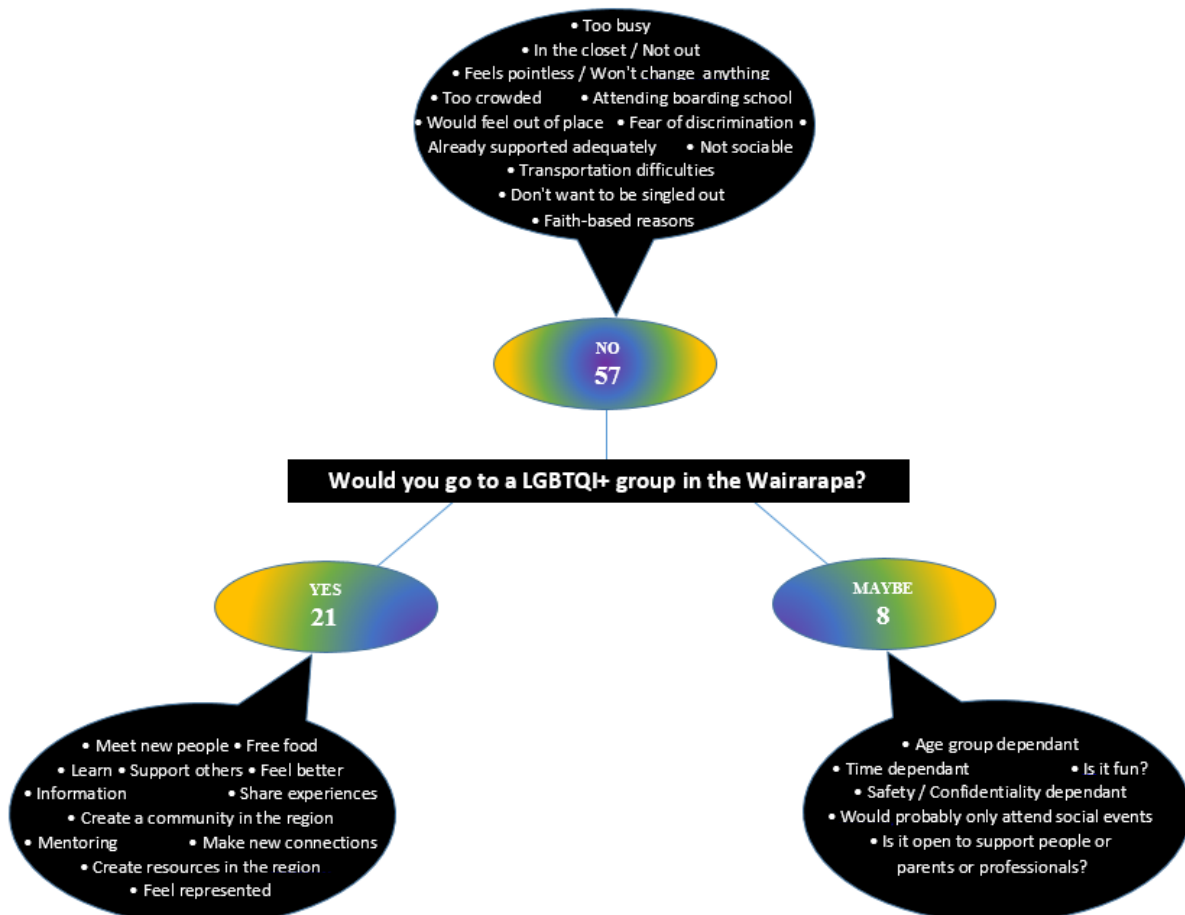 • Too busy
• In the closet / Not out
• Feels pointless / Won't change anything
• Too crowded • Attending boarding school
• Would feel out of place • Fear of discrimination •
Already supported adequately • Not sociable
• Transportation difficulties
• Don't want to be singled out
• Faith-based reasons
NO
57
Would you go to a LGBTQI+ group in the Wairarapa?
YES
21
• Meet new people • Free food
• Learn • Support others • Feel better
• Information • Share experiences
• Create a community in the region
• Mentoring • Make new connections
• Create resources in the region
• Feel represented
MAYBE
8
• Age group dependant
• Time dependant • Is it fun?
• Safety / Confidentiality dependant
• Would probably only attend social events
• Is it open to support people or
parents or professionals?